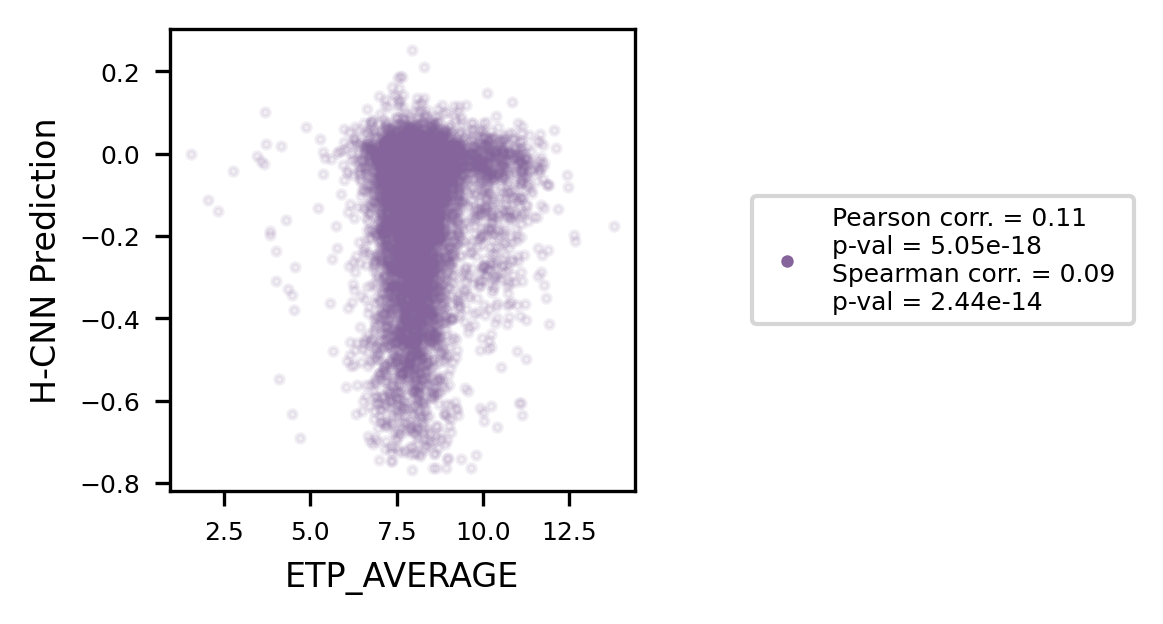 H-CNN Prediction
0.2
0.0
−0.2
−0.4
−0.6
−0.8
2.5 5.0 7.5 10.0 12.5
ETP_AVERAGE
Pearson corr. = 0.11
p-val = 5.05e-18
Spearman corr. = 0.09
p-val = 2.44e-14